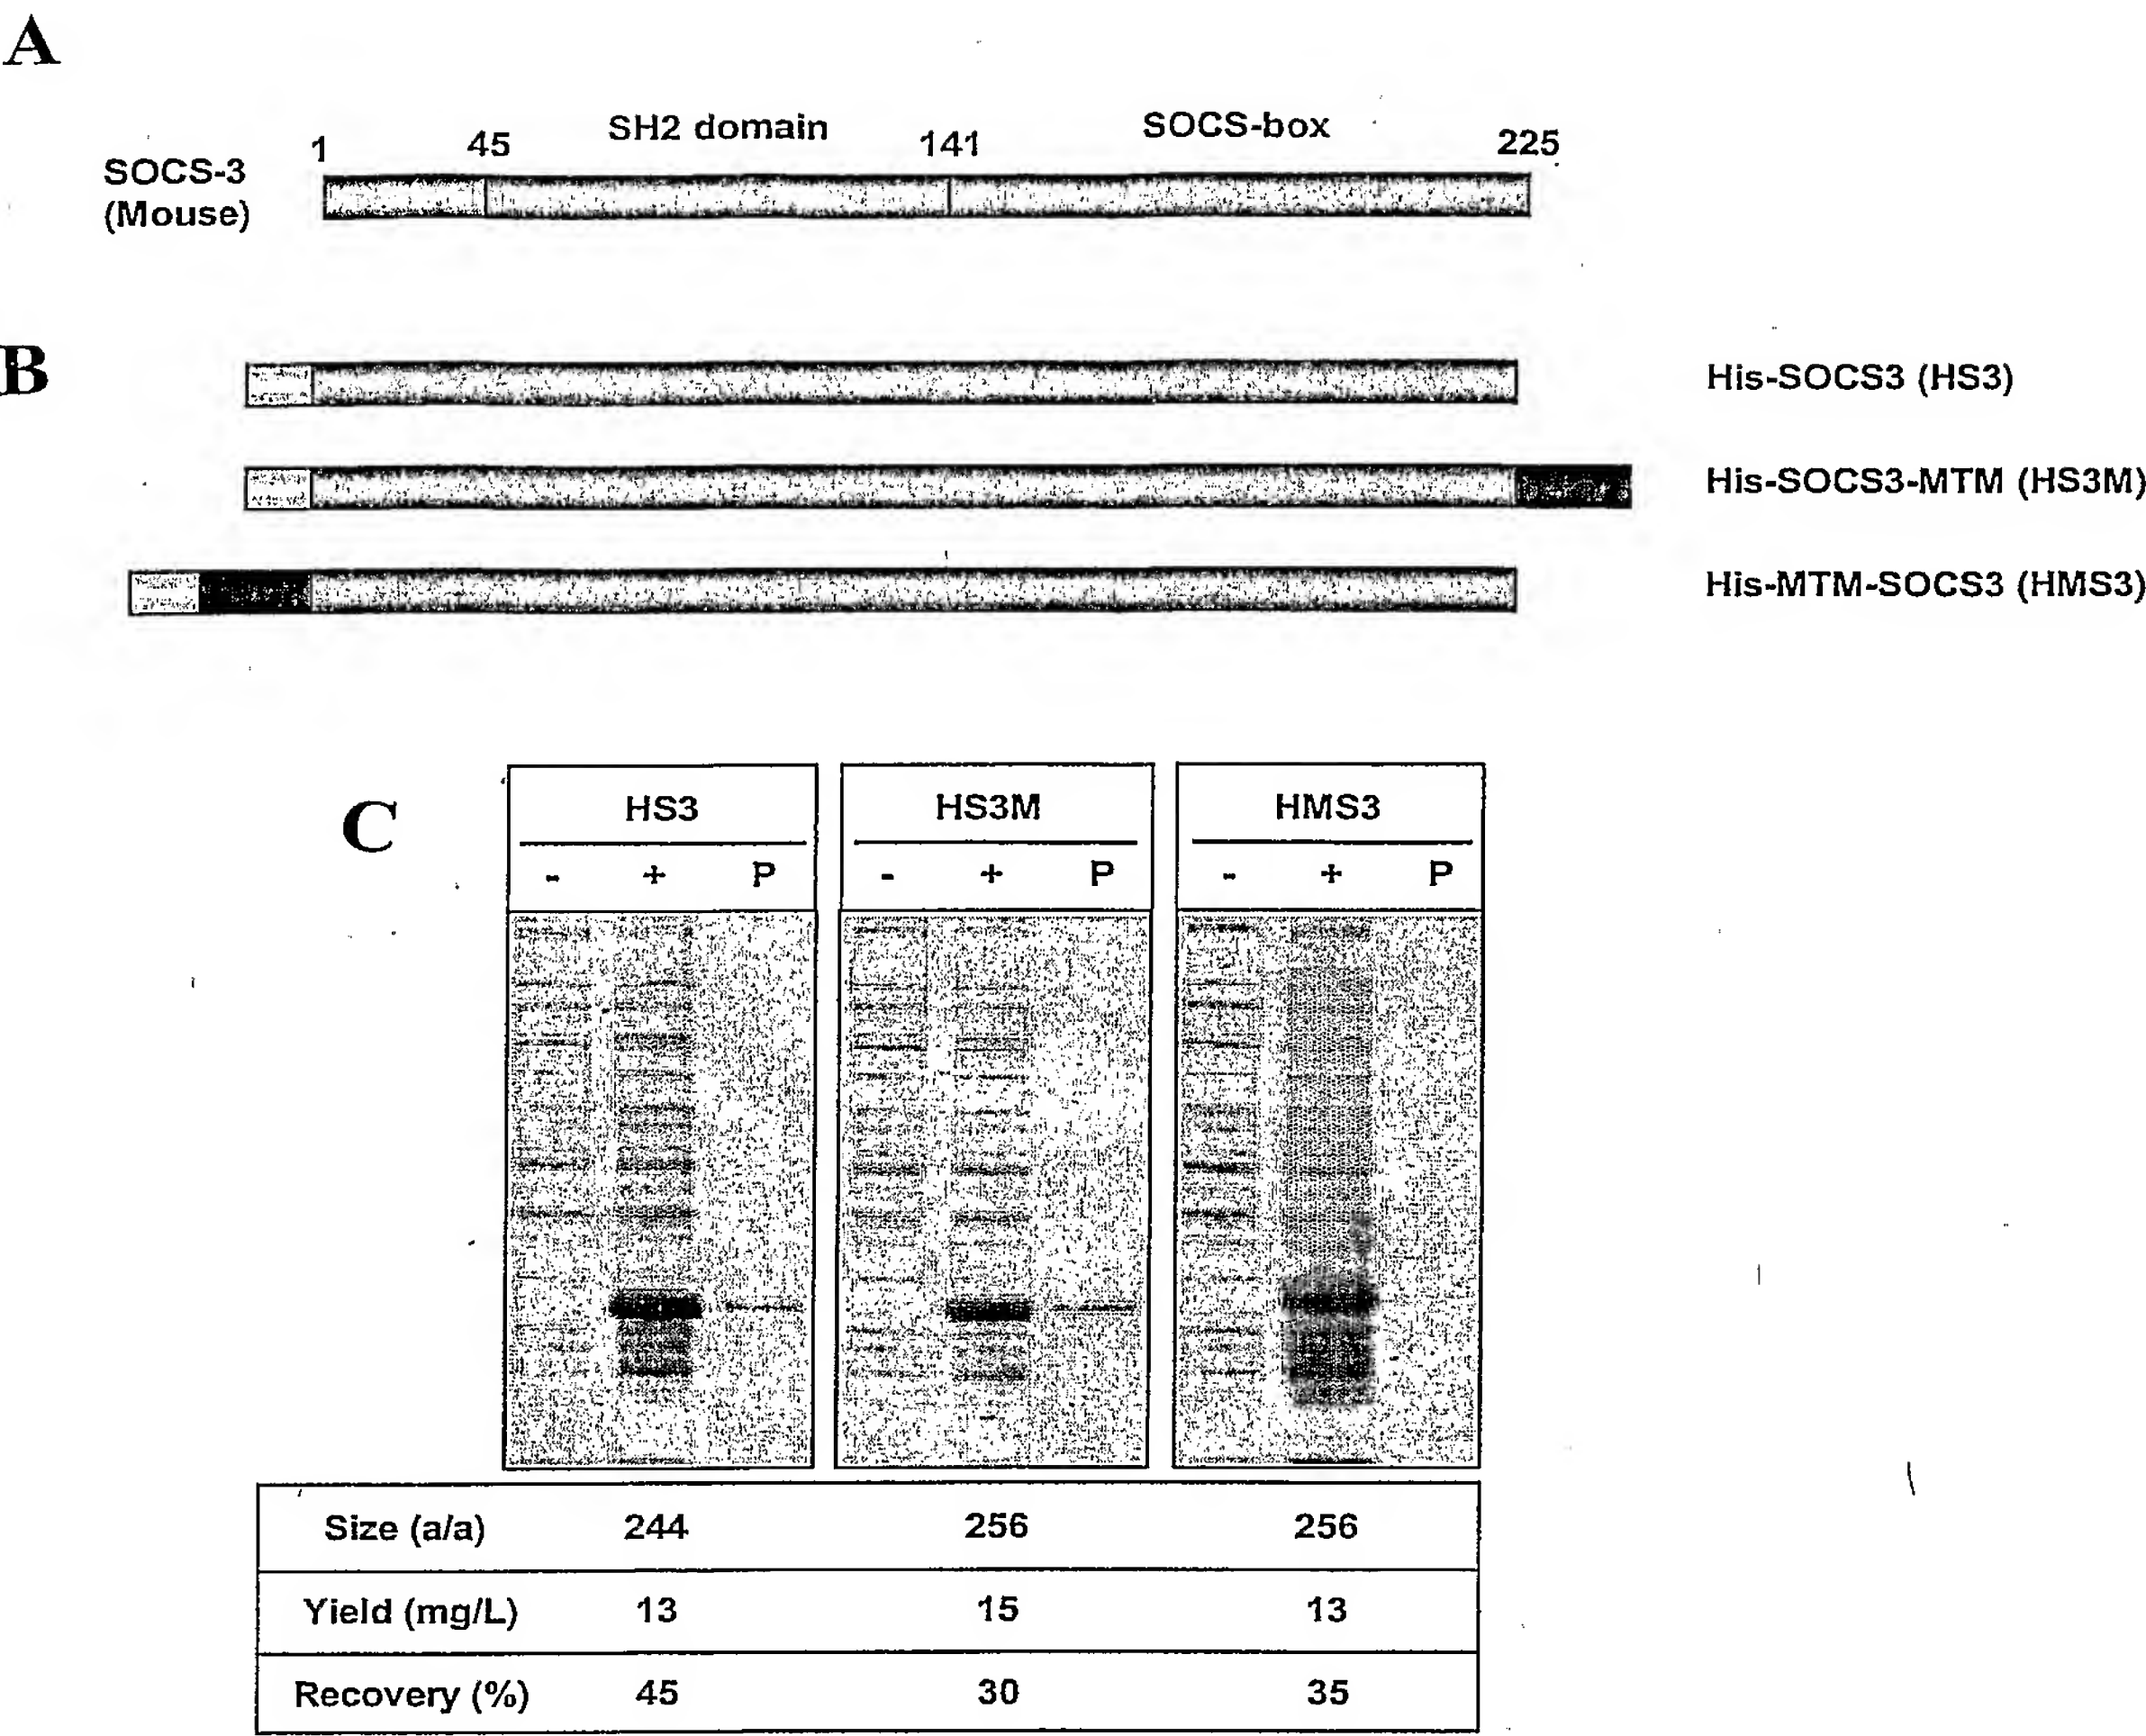 A
SH2 domain
SOCS-box
1
45
141
225
SOCS-3
(Mouse)
B
His-SOCS3 (HS3)
His-SOCS3-MTM (HS3M)
His-MTM-SOCS3 (HMS3)
C
HS3
HS3M
HMS3
- + P
- + P
- + P
Size (a/a) 244 256 256
Yield (mg/L) 13 15 13
Recovery (%) 45 30 35